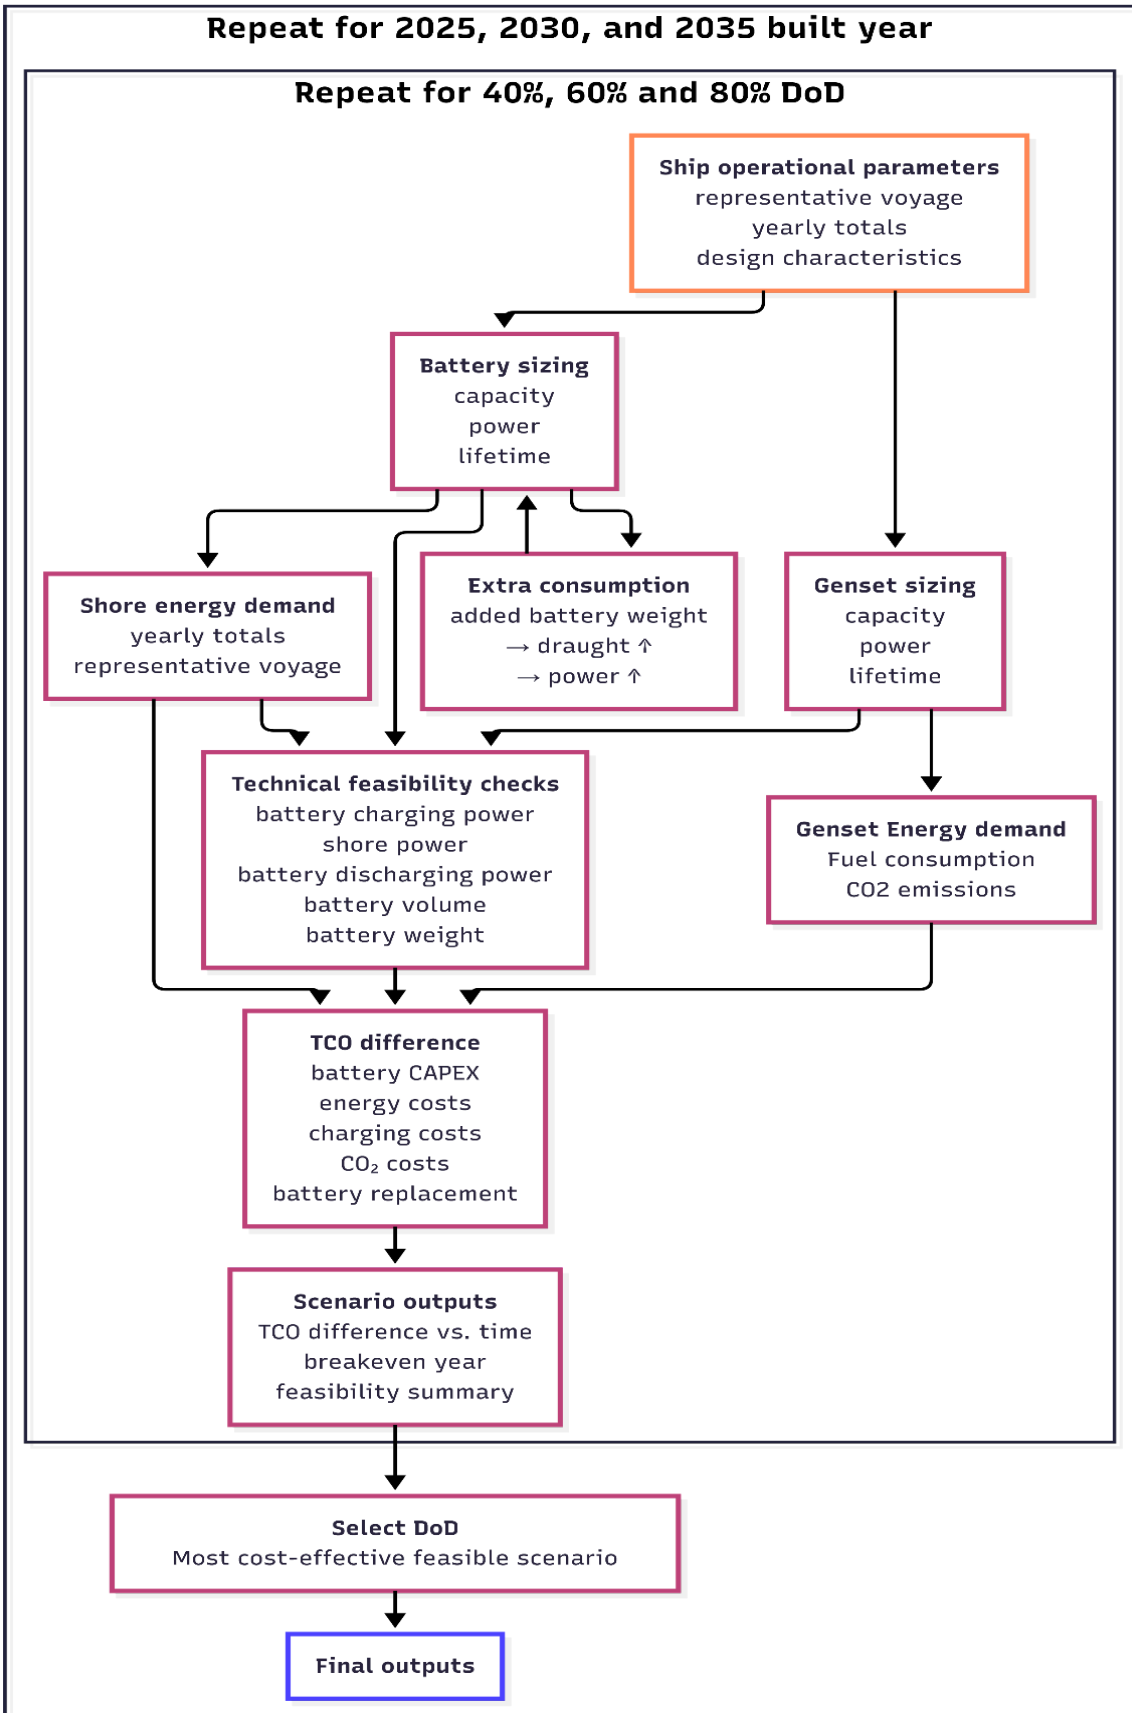 Repeat for 2025, 2030, and 2035 built year
Repeat for 40%, 60% and 80% DoD
Ship operational parameters
representative voyage
yearly totals
design characteristics
Battery sizing
capacity
power
lifetime
Shore energy demand
yearly totals
representative voyage
Extra consumption
added battery weight
→ draught ↑
→ power ↑
Genset sizing
capacity
power
lifetime
Technical feasibility checks
battery charging power
shore power
battery discharging power
battery volume
battery weight
Genset Energy demand
Fuel consumption
CO2 emissions
TCO difference
battery CAPEX
energy costs
charging costs
CO₂ costs
battery replacement
Scenario outputs
TCO difference vs. time
breakeven year
feasibility summary
Select DoD
Most cost-effective feasible scenario
Final outputs